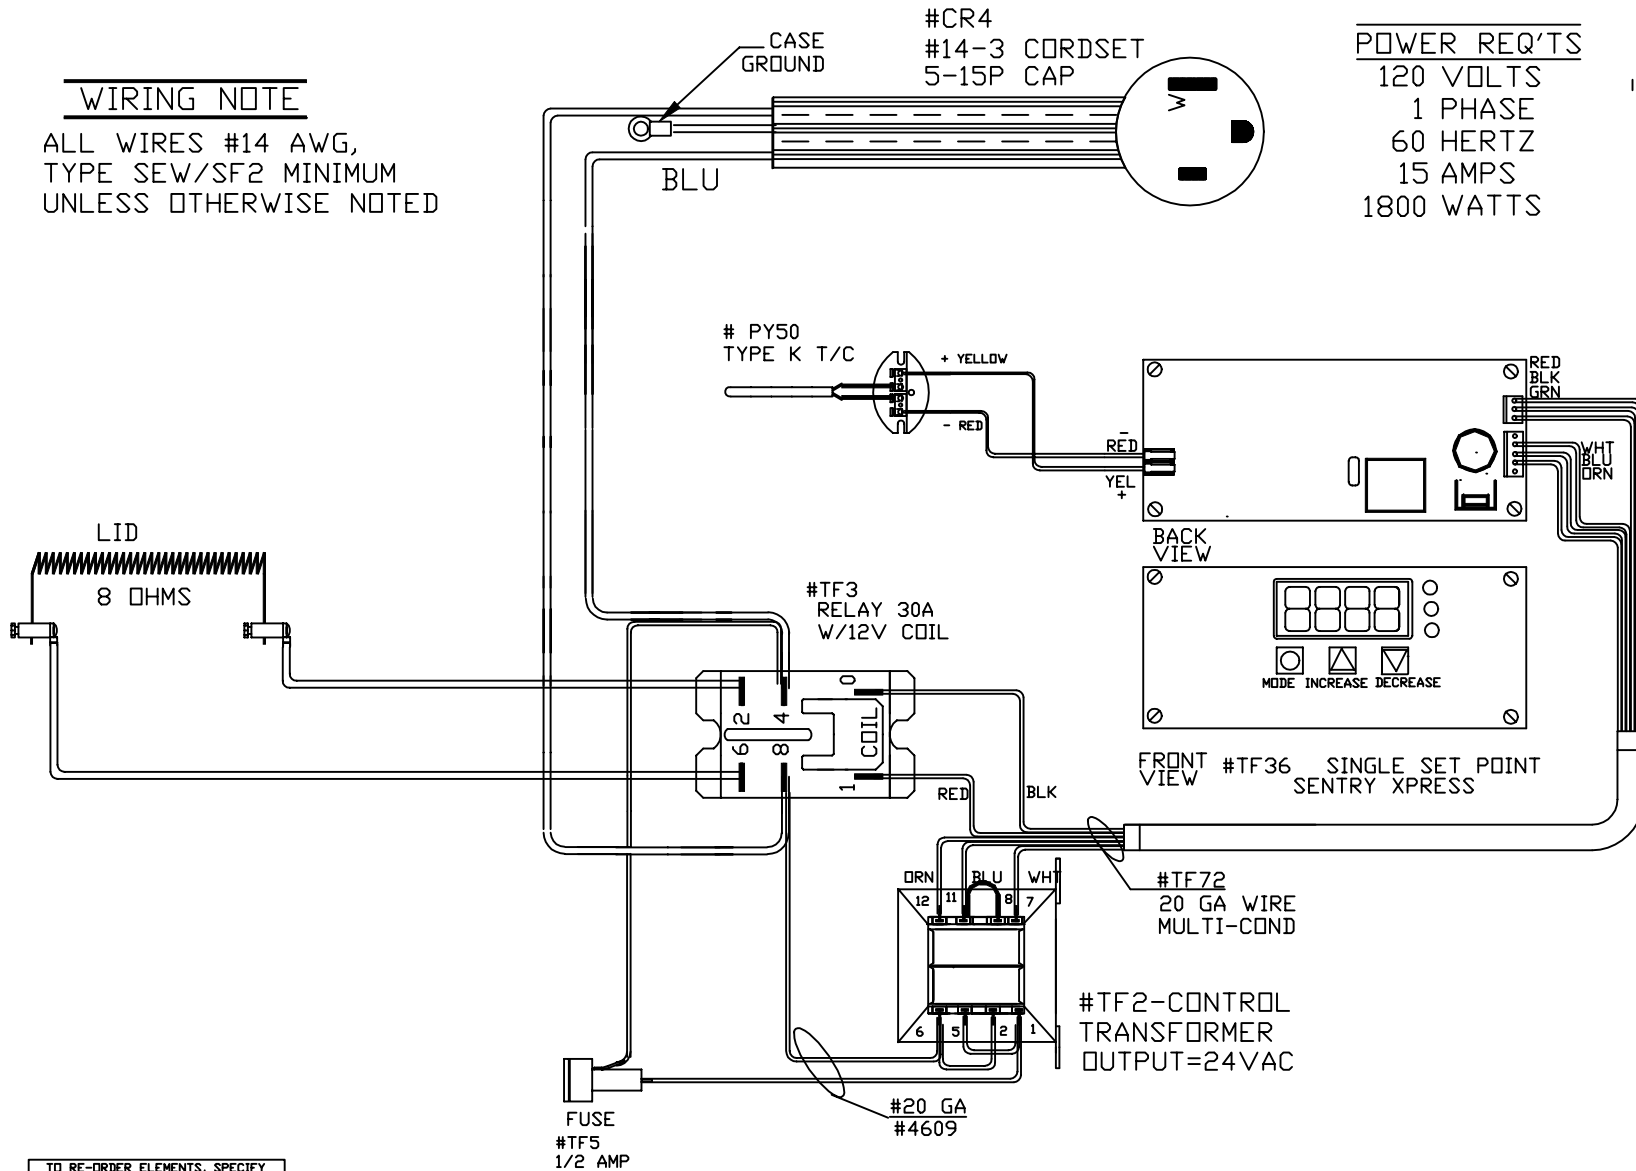 WIRING NOTE
ALL WIRES #14 AWG,
TYPE SEW/SF2 MINIMUM
UNLESS OTHERWISE NOTED
CASE
GROUND
#CR4
#14-3 CORDSET
5-15P CAP
W
BLU
POWER REQ'TS
120 VOLTS
1 PHASE
60 HERTZ
15 AMPS
1800 WATTS
# PY50
TYPE K T/C
+ YELLOW
- RED
-
RED
YEL
+
RED
BLK
GRN
WHT
BLU
ORN
BACK
VIEW
LID
8 OHMS
#TF3
RELAY 30A
W/12V COIL
2
4
0
6
8
1
COIL
RED
BLK
MODE INCREASE DECREASE
FRONT
VIEW
#TF36 SINGLE SET POINT
SENTRY XPRESS
#TF72
20 GA WIRE
MULTI-COND
ORN
BLU
WHT
12
11
8
7
6
5
2
1
#TF2-CONTROL
TRANSFORMER
OUTPUT=24VAC
#20 GA
#4609
FUSE
#TF5
1/2 AMP
TO RE-ORDER ELEMENTS, SPECIFY